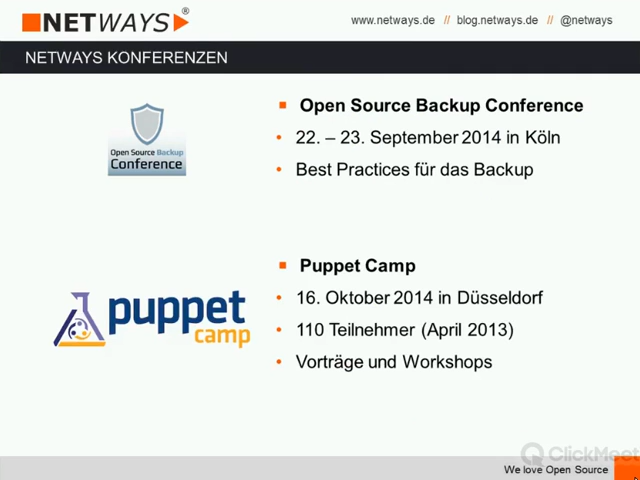 NETWAYS®
www.netways.de // blog.netways.de // @netways
NETWAYS KONFERENZEN
Open Source Backup
Conference
Open Source Backup Conference
22. – 23. September 2014 in Köln
Best Practices für das Backup
puppet
camp
Puppet Camp
16. Oktober 2014 in Düsseldorf
110 Teilnehmer (April 2013)
Vorträge und Workshops
ClickMeet
We love Open Source